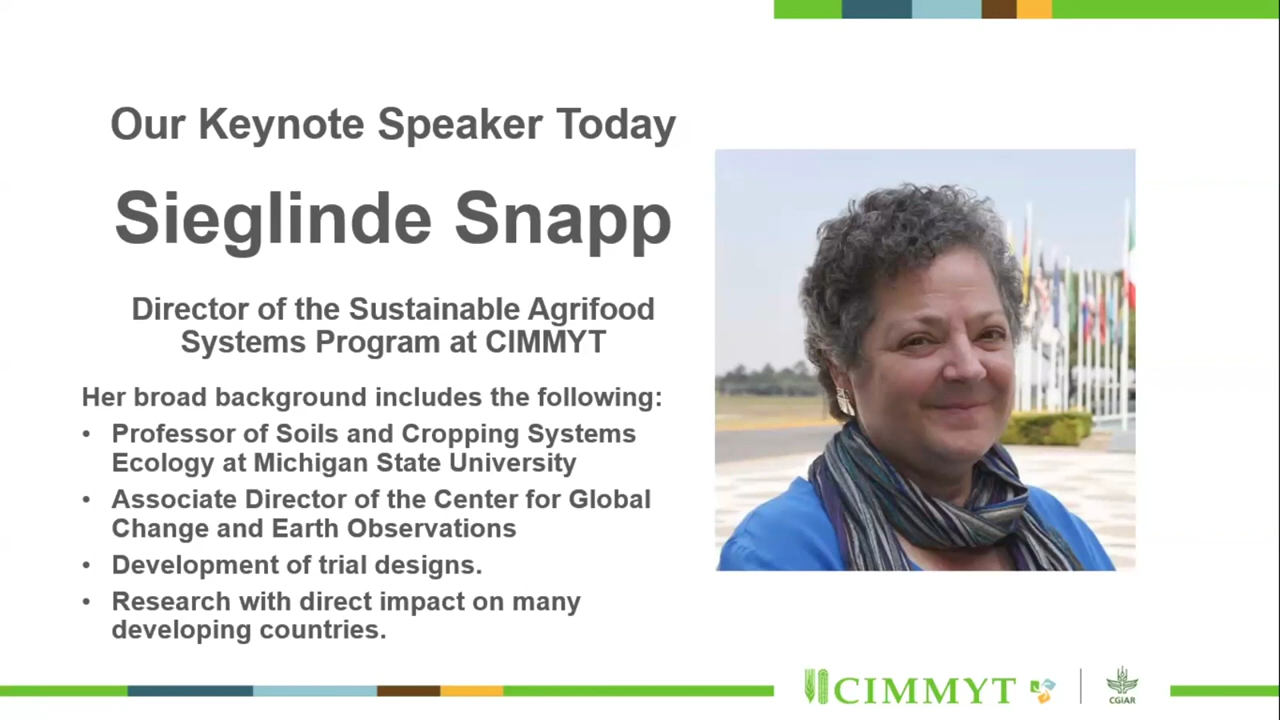 Our Keynote Speaker Today
Sieglinde Snapp
Director of the Sustainable Agrifood
Systems Program at CIMMYT
Her broad background includes the following:
• Professor of Soils and Cropping Systems
Ecology at Michigan State University
• Associate Director of the Center for Global
Change and Earth Observations
• Development of trial designs.
• Research with direct impact on many
developing countries.
CIMMYT
CGIAR